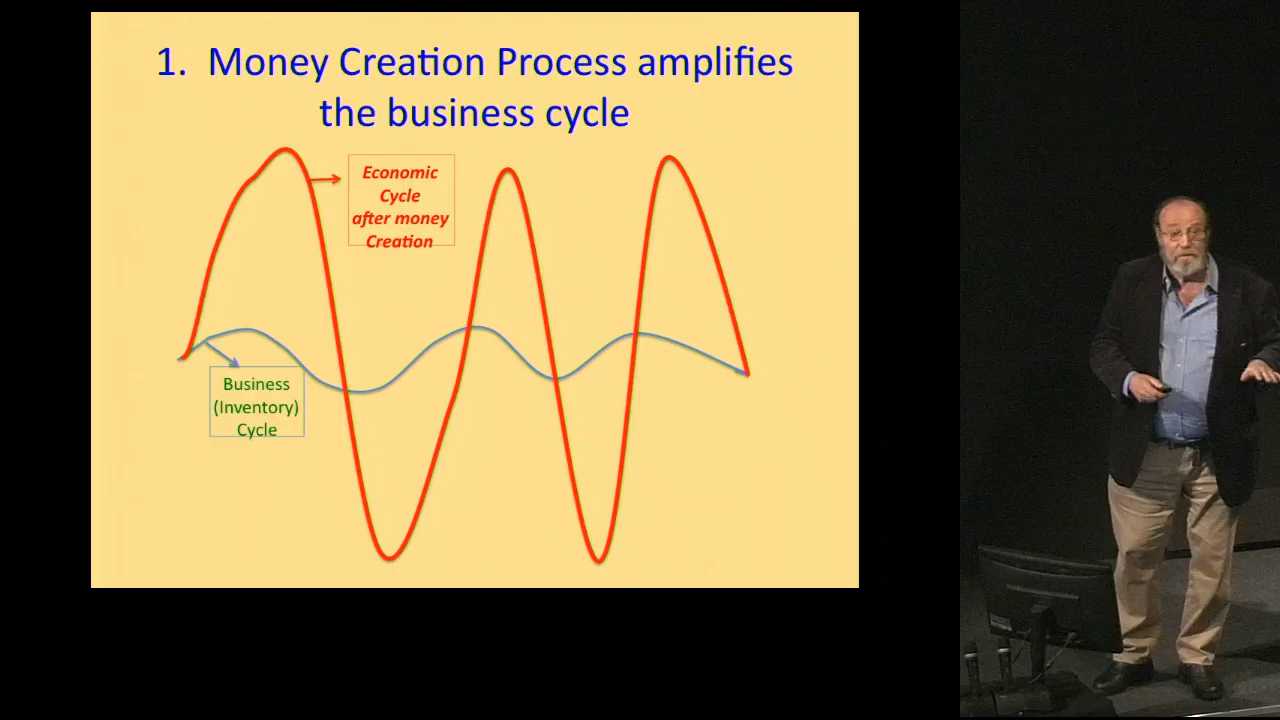 1. Money Creation Process amplifies
the business cycle
Economic
Cycle
after money
Creation
Business
(Inventory)
Cycle